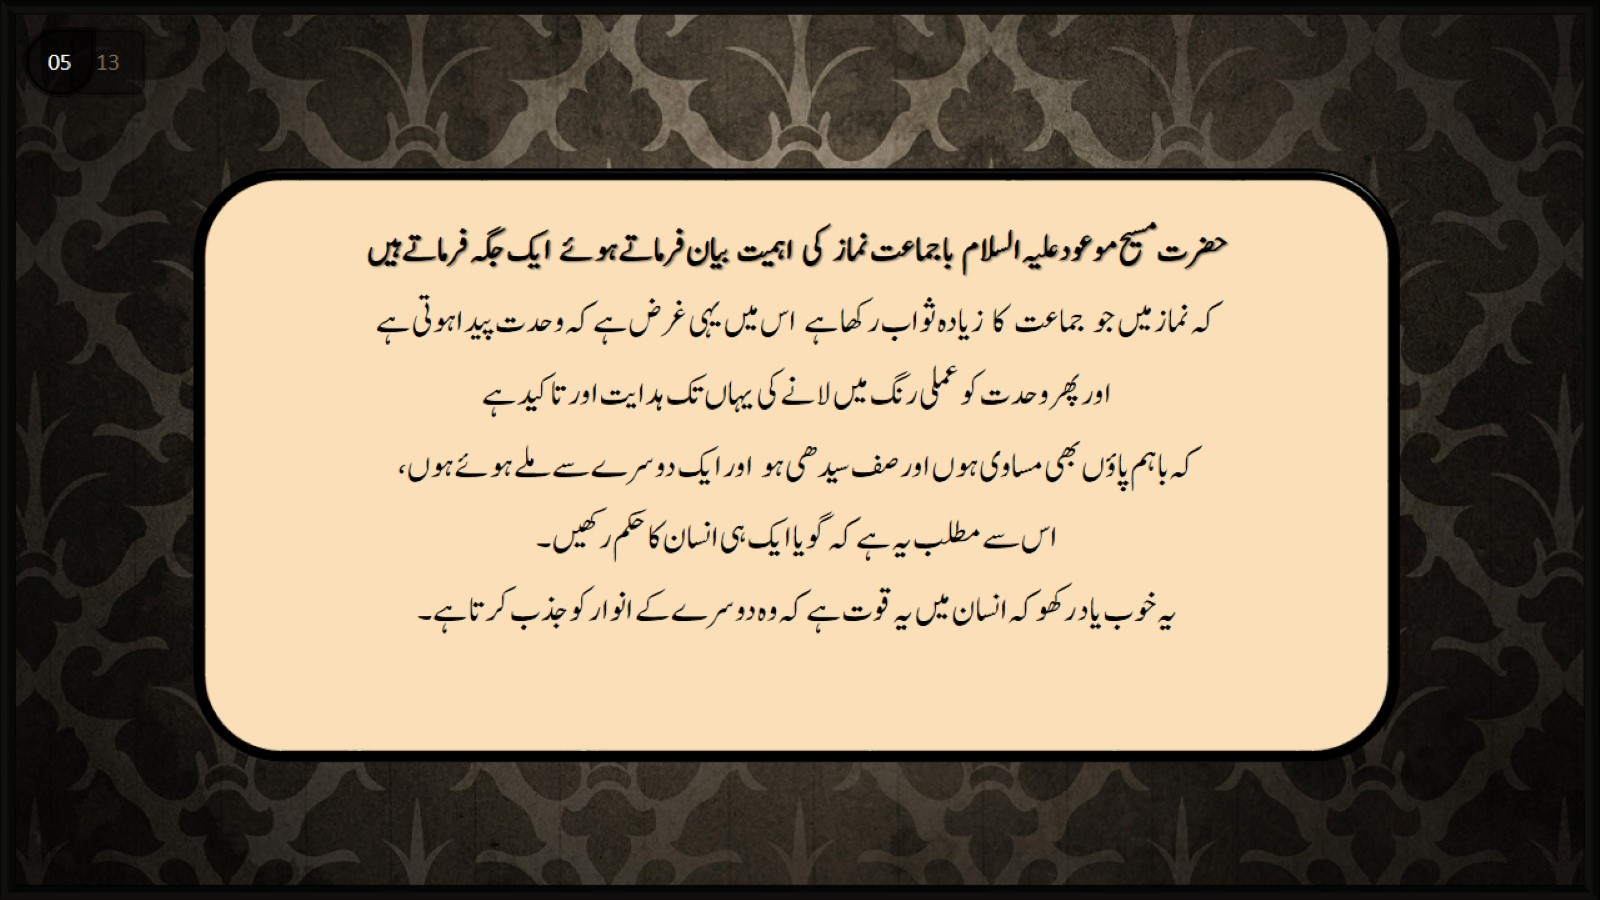 05 13
حضرت مسیح موعود علیہ السلام باجماعت نماز کی اہمیت بیان فرماتے ہوئے ایک جگہ فرماتے ہیں
کہ نماز میں جو جماعت کا زیادہ ثواب رکھا ہے اس میں یہی غرض ہے کہ وحدت پیدا ہوتی ہے
اور پھر وحدت کو عملی رنگ میں لانے کی یہاں تک ہدایت اور تاکید ہے
کہ باہم پاؤں بھی مساوی ہوں اور صف سیدھی ہو اور ایک دوسرے سے ملے ہوئے ہوں،
اس سے مطلب یہ ہے کہ گویا ایک ہی انسان کا حکم رکھیں۔
یہ خوب یاد رکھو کہ انسان میں یہ قوت ہے کہ وہ دوسرے کے انوار کو جذب کرتا ہے۔